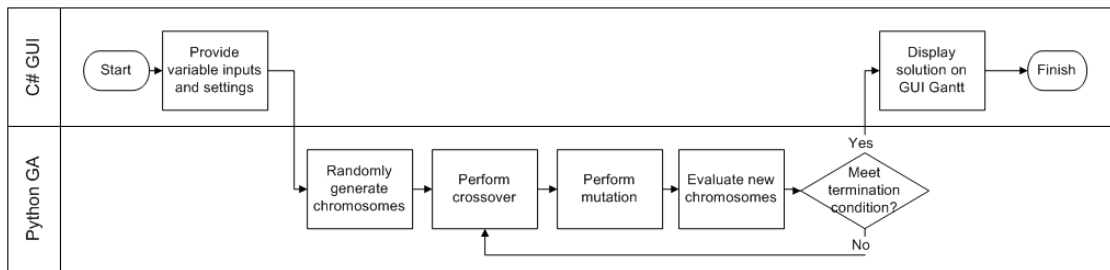 C# GUI
Start
Provide
variable inputs
and settings
Display
solution on
GUI Gantt
Finish
Python GA
Randomly
generate
chromosomes
Perform
crossover
Perform
mutation
Evaluate new
chromosomes
Yes
Meet
termination
condition?
No